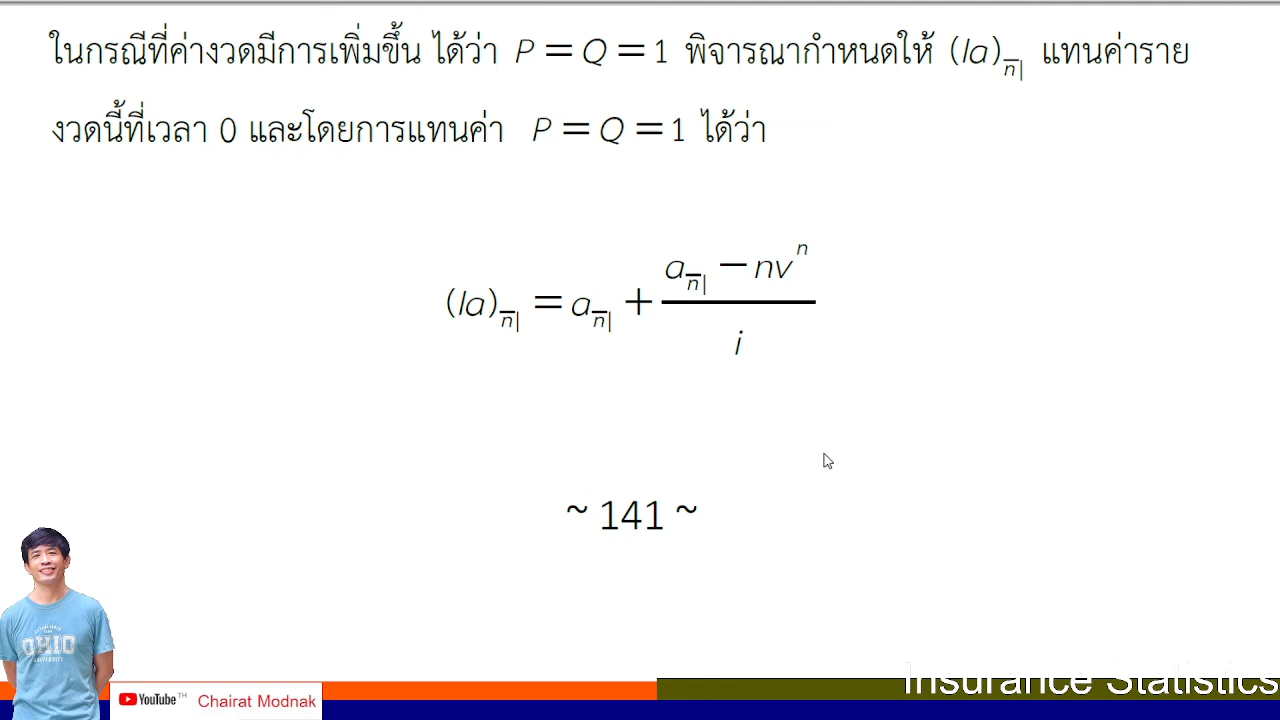 ในกรณีที่ค่างวดมีการเพิ่มขึ้น ได้ว่า P = Q = 1 พิจารณากำหนดให้ (Ia)n̅| แทนค่าราย
งวดนี้ที่เวลา 0 และโดยการแทนค่า P = Q = 1 ได้ว่า
(Ia)n̅| = an̅| + (an̅| − nvⁿ) / i
~ 141 ~
OHIO
UNIVERSITY
YouTube TH Chairat Modnak
Insurance Statistics